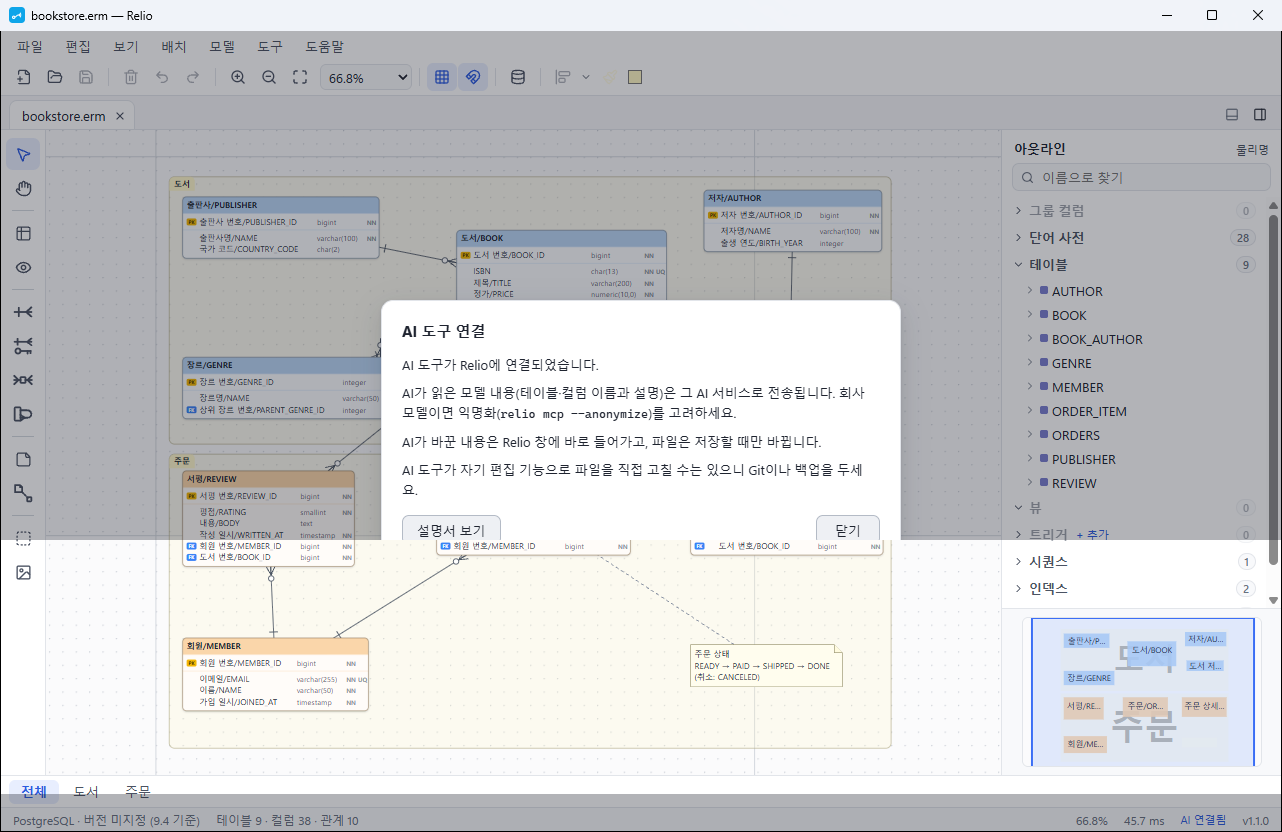 bookstore.erm — Relio
파일 편집 보기 배치 모델 도구 도움말
66.8%
bookstore.erm
도서
출판사/PUBLISHER
PK 출판사 번호/PUBLISHER_ID bigint NN
출판사명/NAME varchar(100) NN
국가 코드/COUNTRY_CODE char(2)
도서/BOOK
PK 도서 번호/BOOK_ID bigint NN
ISBN char(13) NN UQ
제목/TITLE varchar(200) NN
정가/PRICE numeric(10,0) NN
저자/AUTHOR
PK 저자 번호/AUTHOR_ID bigint NN
저자명/NAME varchar(100) NN
출생 연도/BIRTH_YEAR integer
장르/GENRE
PK 장르 번호/GENRE_ID integer
장르명/NAME varchar(50)
FK 상위 장르 번호/PARENT_GENRE_ID integer
AI 도구 연결
AI 도구가 Relio에 연결되었습니다.
AI가 읽은 모델 내용(테이블·컬럼 이름과 설명)은 그 AI 서비스로 전송됩니다. 회사
모델이면 익명화(relio mcp --anonymize)를 고려하세요.
AI가 바꾼 내용은 Relio 창에 바로 들어가고, 파일은 저장할 때만 바뀝니다.
AI 도구가 자기 편집 기능으로 파일을 직접 고칠 수는 있으니 Git이나 백업을 두세
요.
설명서 보기 닫기
주문
서평/REVIEW
PK 서평 번호/REVIEW_ID bigint NN
평점/RATING smallint NN
내용/BODY text
작성 일시/WRITTEN_AT timestamp NN
FK 회원 번호/MEMBER_ID bigint NN
FK 도서 번호/BOOK_ID bigint NN
FK 회원 번호/MEMBER_ID bigint NN
FK 도서 번호/BOOK_ID bigint NN
회원/MEMBER
PK 회원 번호/MEMBER_ID bigint NN
이메일/EMAIL varchar(255) NN UQ
이름/NAME varchar(50) NN
가입 일시/JOINED_AT timestamp NN
주문 상태
READY → PAID → SHIPPED → DONE
(취소: CANCELED)
아웃라인 물리명
이름으로 찾기
그룹 컬럼 0
단어 사전 28
테이블 9
AUTHOR
BOOK
BOOK_AUTHOR
GENRE
MEMBER
ORDER_ITEM
ORDERS
PUBLISHER
REVIEW
뷰 0
트리거 + 추가 0
시퀀스 1
인덱스 2
도서
주문
출판사/P...
도서/BOOK
저자/AU...
도서 저...
장르/GENRE
서평/RE...
주문/OR...
주문 상세...
회원/ME...
전체 도서 주문
PostgreSQL · 버전 미지정 (9.4 기준) 테이블 9 · 컬럼 38 · 관계 10
66.8% 45.7 ms AI 연결됨 v1.1.0